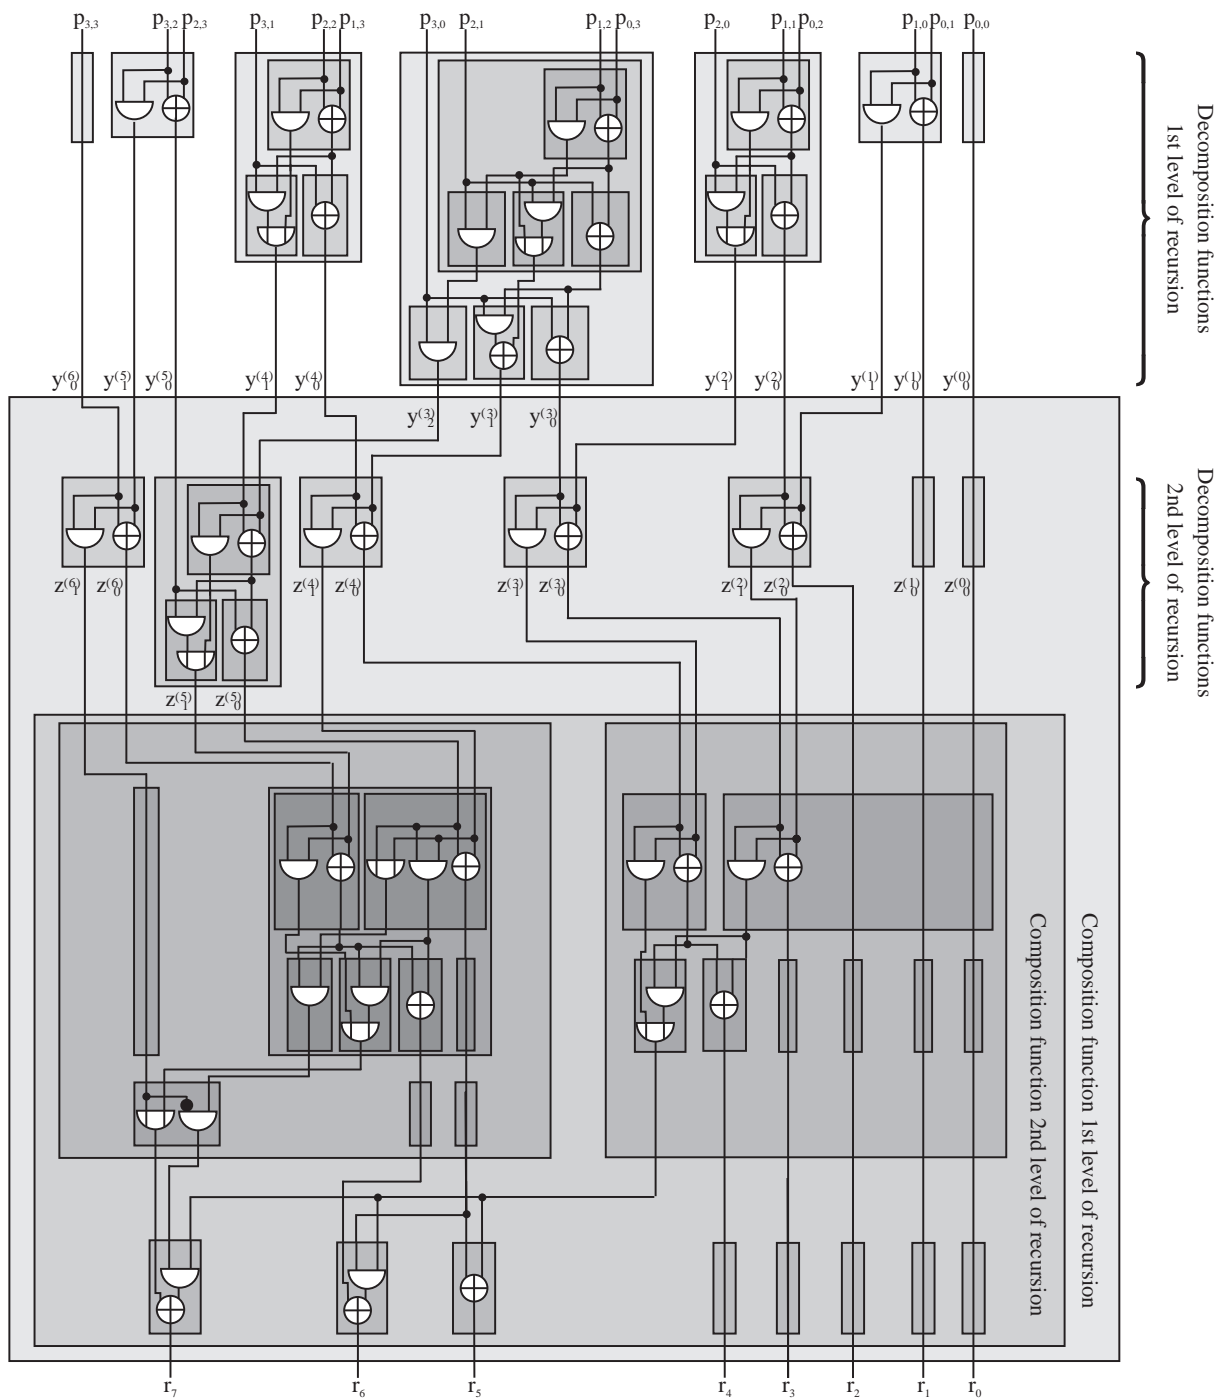 p3,3 p3,2 p2,3 p3,1 p2,2 p1,3 p3,0 p2,1 p1,2 p0,3 p2,0 p1,1 p0,2 p1,0 p0,1 p0,0
Decomposition functions
1st level of recursion
y(6)0 y(5)1 y(5)0 y(4)1 y(4)0 y(2)1 y(2)0 y(1)1 y(1)0 y(0)0
y(3)2 y(3)1 y(3)0
Decomposition functions
2nd level of recursion
z(6)1 z(6)0 z(4)1 z(4)0 z(3)1 z(3)0 z(2)1 z(2)0 z(1)0 z(0)0
z(5)1 z(5)0
Composition function 1st level of recursion
Composition function 2nd level of recursion
r7 r6 r5 r4 r3 r2 r1 r0